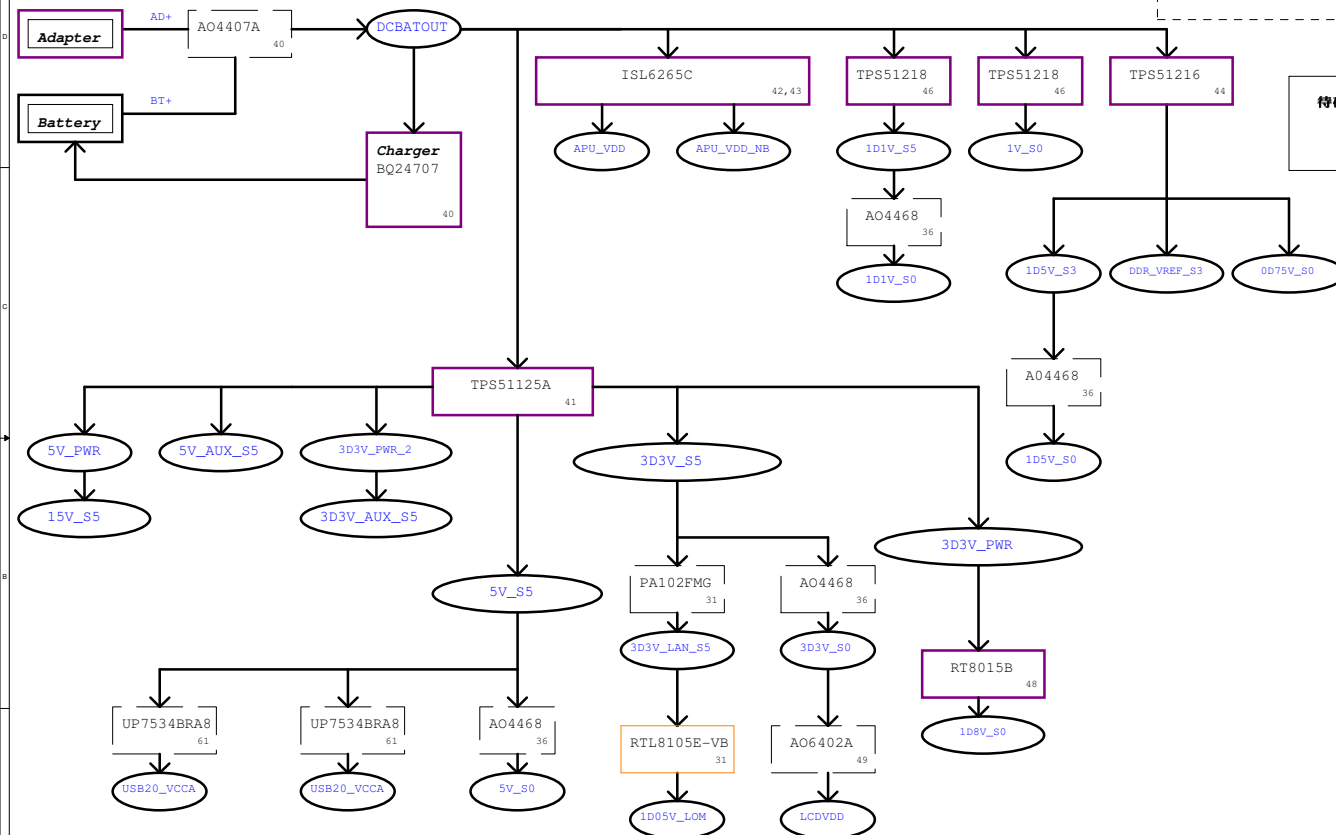 D
Adapter
AD+
AO4407A
40
DCBATOUT
ISL6265C
42,43
TPS51218
46
TPS51218
46
TPS51216
44
Battery
BT+
Charger
BQ24707
40
APU_VDD
APU_VDD_NB
1D1V_S5
1V_S0
待
AO4468
36
1D1V_S0
1D5V_S3
DDR_VREF_S3
0D75V_S0
C
TPS51125A
41
A04468
36
5V_PWR
5V_AUX_S5
3D3V_PWR_2
3D3V_S5
1D5V_S0
15V_S5
3D3V_AUX_S5
3D3V_PWR
B
5V_S5
PA102FMG
31
AO4468
36
3D3V_LAN_S5
3D3V_S0
RT8015B
48
UP7534BRA8
61
UP7534BRA8
61
AO4468
36
RTL8105E-VB
31
AO6402A
49
1D8V_S0
USB20_VCCA
USB20_VCCA
5V_S0
1D05V_LOM
LCDVDD